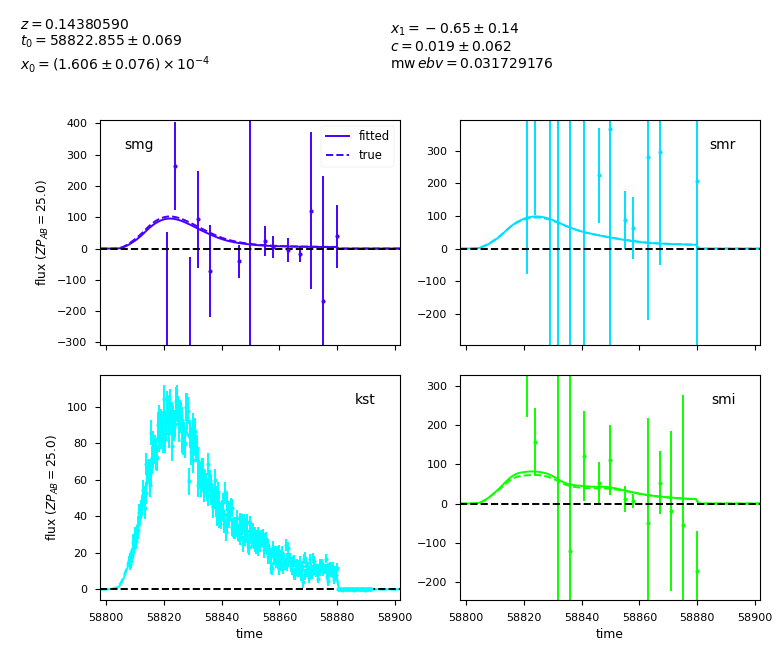 z = 0.14380590
t₀ = 58822.855 ± 0.069
x₀ = (1.606 ± 0.076) × 10⁻⁴
x₁ = −0.65 ± 0.14
c = 0.019 ± 0.062
mw ebv = 0.031729176
smg
fitted
true
400
300
200
100
0
−100
−200
−300
flux (ZP_AB = 25.0)
smr
300
200
100
0
−100
−200
kst
100
80
60
40
20
0
flux (ZP_AB = 25.0)
58800 58820 58840 58860 58880 58900
time
smi
300
200
100
0
−100
−200
58800 58820 58840 58860 58880 58900
time